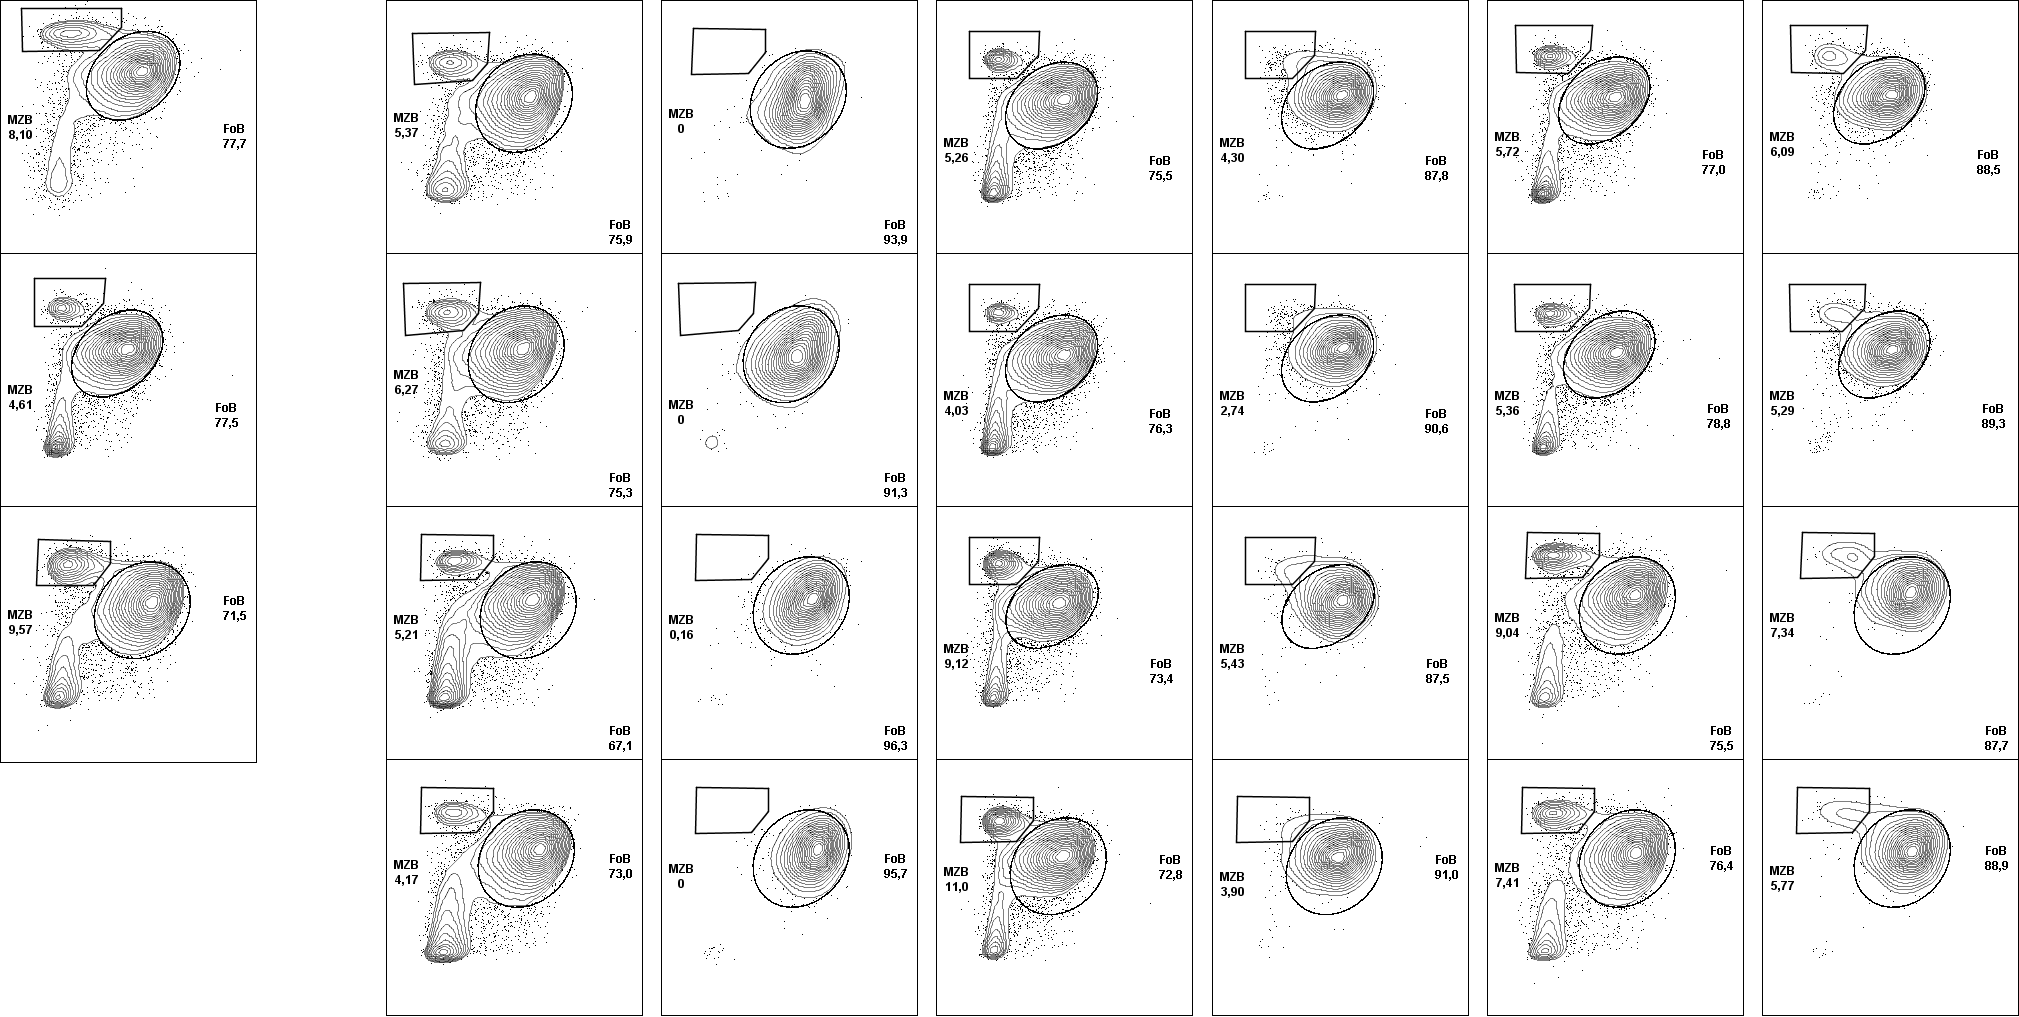 MZB
8,10
FoB
77,7
MZB
5,37
FoB
75,9
MZB
0
FoB
93,9
MZB
5,26
FoB
75,5
MZB
4,30
FoB
87,8
MZB
5,72
FoB
77,0
MZB
6,09
FoB
88,5
MZB
4,61
FoB
77,5
MZB
6,27
FoB
75,3
MZB
0
FoB
91,3
MZB
4,03
FoB
76,3
MZB
2,74
FoB
90,6
MZB
5,36
FoB
78,8
MZB
5,29
FoB
89,3
MZB
9,57
FoB
71,5
MZB
5,21
FoB
67,1
MZB
0,16
FoB
96,3
MZB
9,12
FoB
73,4
MZB
5,43
FoB
87,5
MZB
9,04
FoB
75,5
MZB
7,34
FoB
87,7
MZB
4,17
FoB
73,0
MZB
0
FoB
95,7
MZB
11,0
FoB
72,8
MZB
3,90
FoB
91,0
MZB
7,41
FoB
76,4
MZB
5,77
FoB
88,9